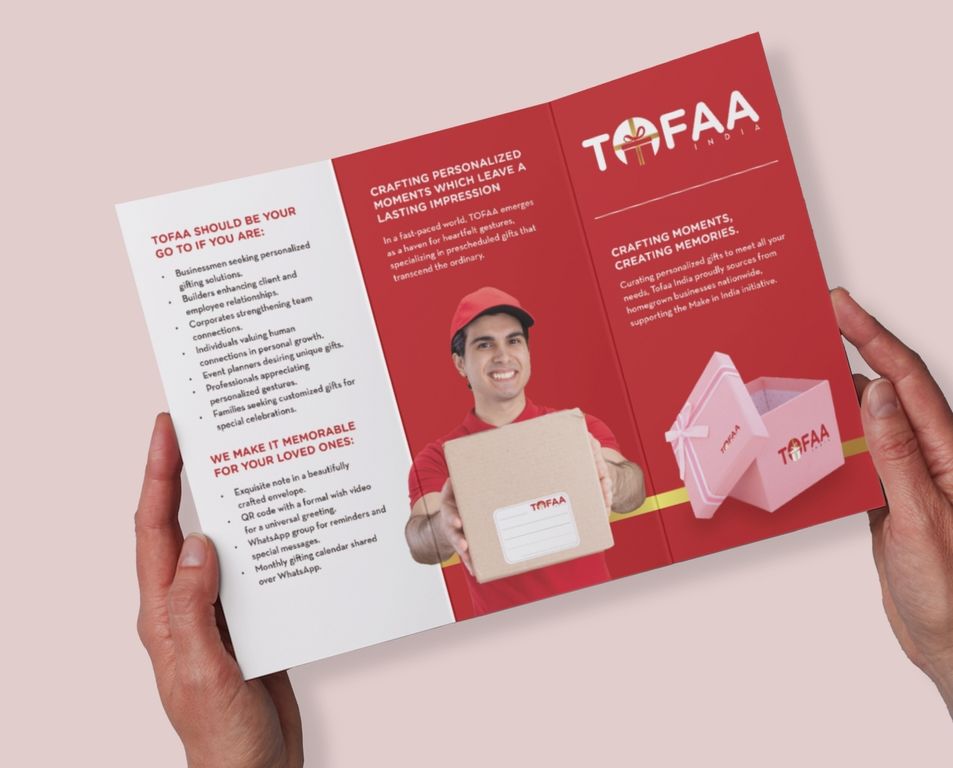 TOFAA SHOULD BE YOUR
GO TO IF YOU ARE:
• Businessmen seeking personalized
gifting solutions.
• Builders enhancing client and
employee relationships.
• Corporates strengthening team
connections.
• Individuals valuing human
connections in personal growth.
• Event planners desiring unique gifts.
• Professionals appreciating
personalized gestures.
• Families seeking customized gifts for
special celebrations.
WE MAKE IT MEMORABLE
FOR YOUR LOVED ONES:
• Exquisite note in a beautifully
crafted envelope.
• QR code with a formal wish video
for a universal greeting.
• WhatsApp group for reminders and
special messages.
• Monthly gifting calendar shared
over WhatsApp.
CRAFTING PERSONALIZED
MOMENTS WHICH LEAVE A
LASTING IMPRESSION
In a fast-paced world, TOFAA emerges
as a haven for heartfelt gestures,
specializing in prescheduled gifts that
transcend the ordinary.
TOFAA
TOFAA
INDIA
CRAFTING MOMENTS,
CREATING MEMORIES.
Curating personalized gifts to meet all your
needs, Tofaa India proudly sources from
homegrown businesses nationwide,
supporting the Make in India initiative.
TOFAA
TOFAA
INDIA